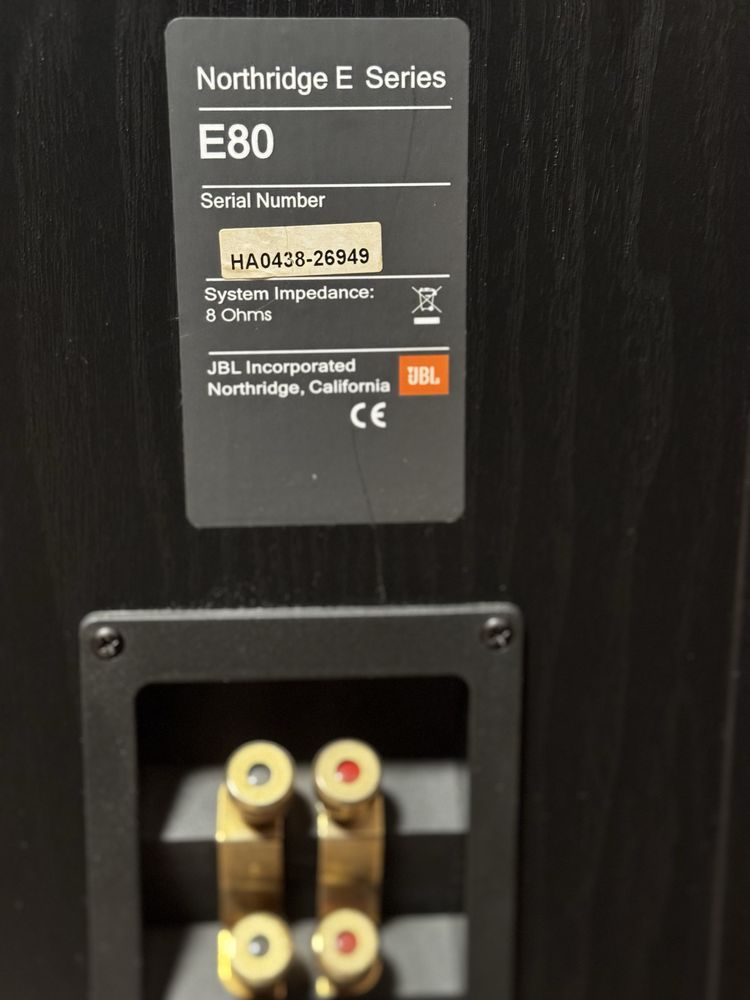 Northridge E Series
E80
Serial Number
HA0438-26949
System Impedance:
8 Ohms
JBL Incorporated
Northridge, California
JBL
CE